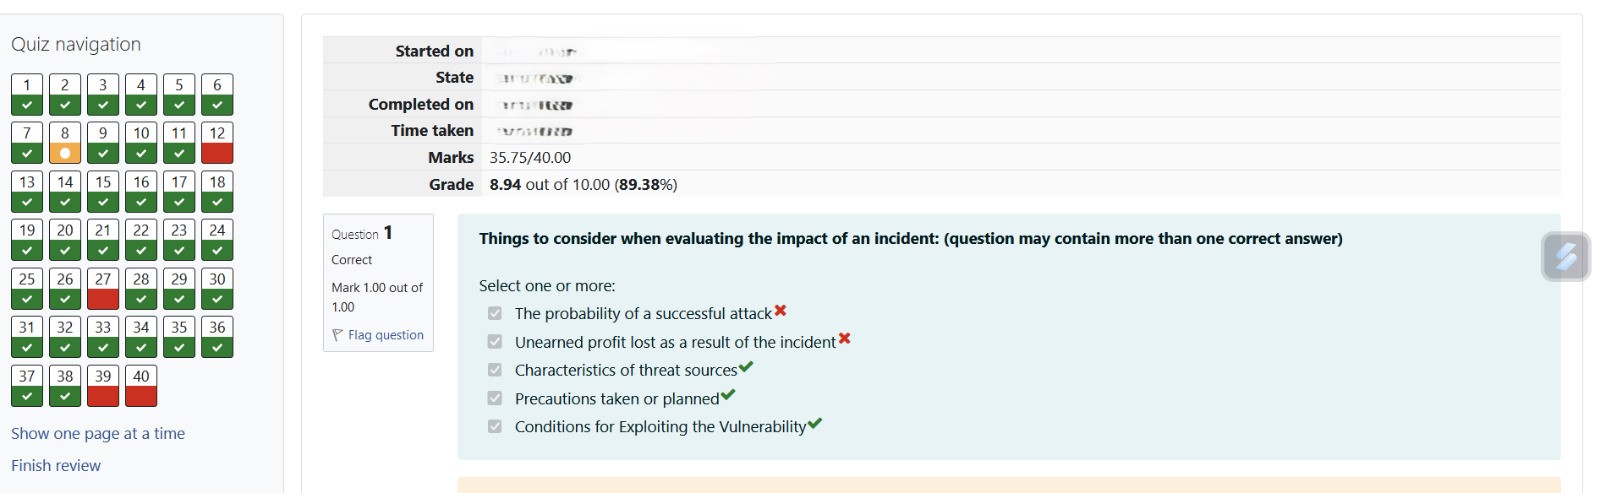 Quiz navigation
1 2 3 4 5 6
7 8 9 10 11 12
13 14 15 16 17 18
19 20 21 22 23 24
25 26 27 28 29 30
31 32 33 34 35 36
37 38 39 40
Show one page at a time
Finish review
Started on
State
Completed on
Time taken
Marks 35.75/40.00
Grade 8.94 out of 10.00 (89.38%)
Question 1
Correct
Mark 1.00 out of
1.00
Flag question
Things to consider when evaluating the impact of an incident: (question may contain more than one correct answer)
Select one or more:
The probability of a successful attack
Unearned profit lost as a result of the incident
Characteristics of threat sources
Precautions taken or planned
Conditions for Exploiting the Vulnerability